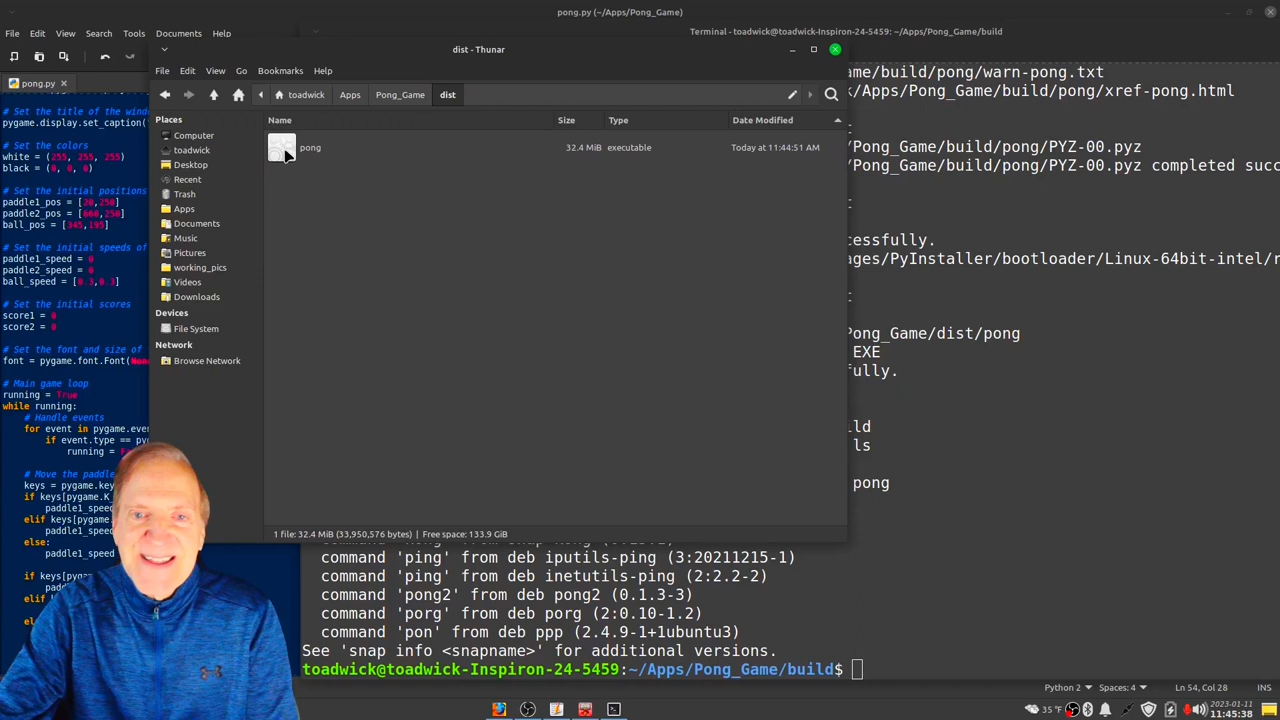 pong.py (~/Apps/Pong_Game)
File Edit View Search Tools Documents Help
Terminal - toadwick@toadwick-Inspiron-24-5459: ~/Apps/Pong_Game/build
dist - Thunar
File Edit View Go Bookmarks Help
pong.py
toadwick Apps Pong_Game dist
Places
Computer
toadwick
Desktop
Recent
Trash
Apps
Documents
Music
Pictures
working_pics
Videos
Downloads
Devices
File System
Network
Browse Network
Name Size Type Date Modified
pong 32.4 MiB executable Today at 11:44:51 AM
1 file: 32.4 MiB (33,950,576 bytes) | Free space: 133.9 GiB
# Set the title of the windo
pygame.display.set_caption(
# Set the colors
white = (255, 255, 255)
black = (0, 0, 0)
# Set the initial positions
paddle1_pos = [20,250]
paddle2_pos = [660,250]
ball_pos = [345,195]
# Set the initial speeds of
paddle1_speed = 0
paddle2_speed = 0
ball_speed = [0.3,0.3]
# Set the initial scores
score1 = 0
score2 = 0
# Set the font and size of
font = pygame.font.Font(None
# Main game loop
running = True
while running:
# Handle events
for event in pygame.eve
if event.type == pyg
running = F
# Move the paddle
keys = pygame.key
if keys[pygame.K_
paddle1_sp
elif keys[pygame.
paddle1_sp
else:
paddle1_speed
if keys[pygame.
pa
elif k
el
ame/build/pong/warn-pong.txt
k/Apps/Pong_Game/build/pong/xref-pong.html
Pong_Game/build/pong/PYZ-00.pyz
Pong_Game/build/pong/PYZ-00.pyz completed succ
cessfully.
ages/PyInstaller/bootloader/Linux-64bit-intel/r
Pong_Game/dist/pong
EXE
fully.
ild
ls
pong
command 'ping' from deb iputils-ping (3:20211215-1)
command 'ping' from deb inetutils-ping (2:2.2-2)
command 'pong2' from deb pong2 (0.1.3-3)
command 'porg' from deb porg (2:0.10-1.2)
command 'pon' from deb ppp (2.4.9-1+1ubuntu3)
See 'snap info <snapname>' for additional versions.
toadwick@toadwick-Inspiron-24-5459:~/Apps/Pong_Game/build$
Python 2 Spaces: 4 Ln 54, Col 28 INS
35 °F
2023-01-11
11:45:38